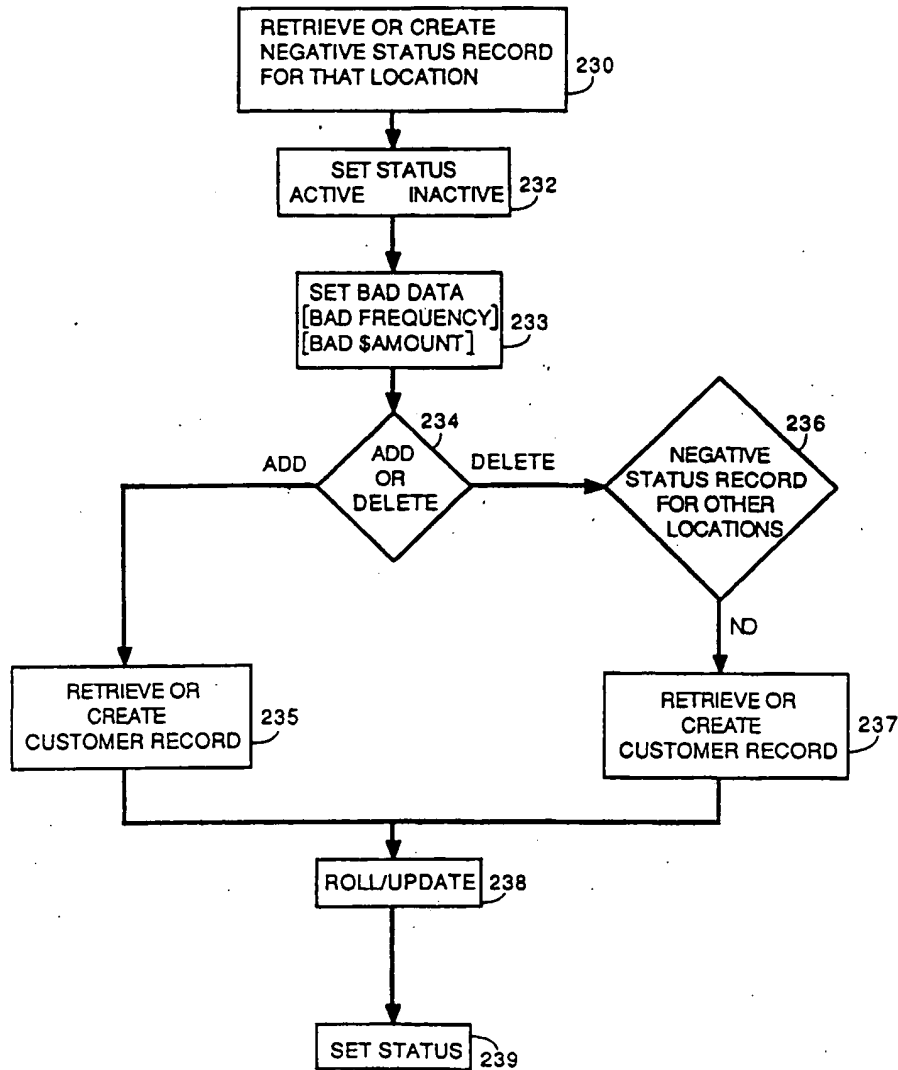 RETRIEVE OR CREATE
NEGATIVE STATUS RECORD
FOR THAT LOCATION
230
SET STATUS
ACTIVE INACTIVE
232
SET BAD DATA
[BAD FREQUENCY]
[BAD $AMOUNT]
233
234
ADD
OR
DELETE
ADD
DELETE
236
NEGATIVE
STATUS RECORD
FOR OTHER
LOCATIONS
NO
RETRIEVE OR
CREATE
CUSTOMER RECORD
235
RETRIEVE OR
CREATE
CUSTOMER RECORD
237
ROLL/UPDATE
238
SET STATUS
239